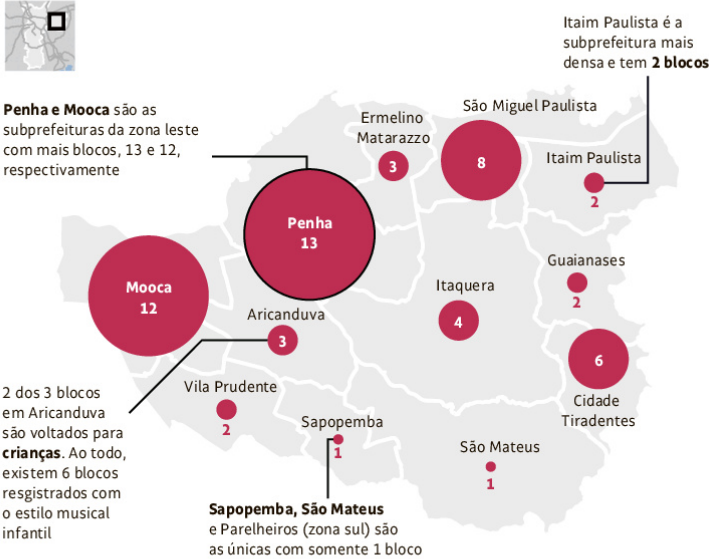 Itaim Paulista é a
subprefeitura mais
densa e tem 2 blocos
Penha e Mooca são as
subprefeituras da zona leste
com mais blocos, 13 e 12,
respectivamente
Ermelino
Matarazzo
3
São Miguel Paulista
8
Itaim Paulista
2
Penha
13
Mooca
12
Guaianases
2
Itaquera
4
Aricanduva
3
6
Cidade
Tiradentes
2 dos 3 blocos
em Aricanduva
são voltados para
crianças. Ao todo,
existem 6 blocos
resgistrados com
o estilo musical
infantil
Vila Prudente
2
Sapopemba
1
São Mateus
1
Sapopemba, São Mateus
e Parelheiros (zona sul) são
as únicas com somente 1 bloco